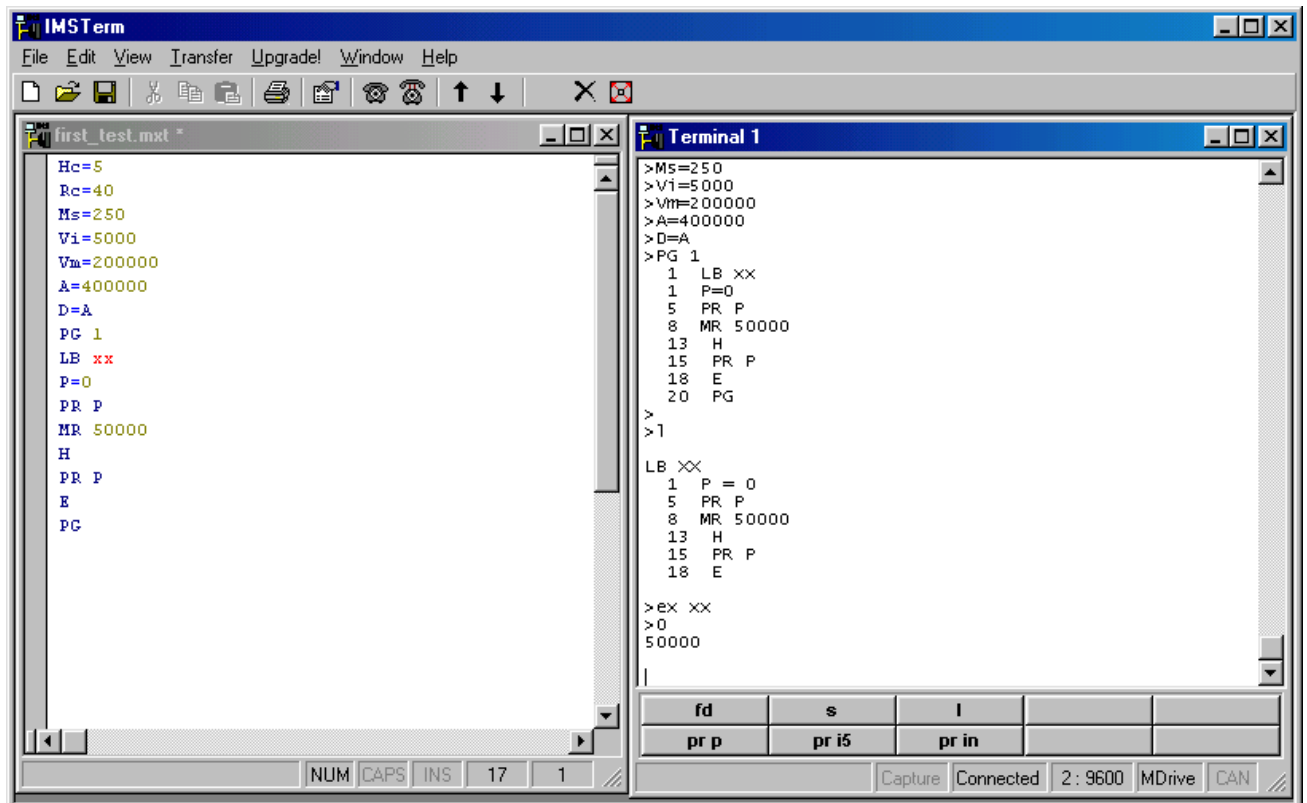 IMSTerm
File Edit View Transfer Upgrade! Window Help
first_test.mxt *
Hc=5
Rc=40
Ms=250
Vi=5000
Vm=200000
A=400000
D=A
PG 1
LB xx
P=0
PR P
MR 50000
H
PR P
E
PG
NUM CAPS INS 17 1
Terminal 1
>Ms=250
>Vi=5000
>Vm=200000
>A=400000
>D=A
>PG 1
1 LB xx
1 P=0
5 PR P
8 MR 50000
13 H
15 PR P
18 E
20 PG
>
>l
LB XX
1 P = 0
5 PR P
8 MR 50000
13 H
15 PR P
18 E
>ex xx
>0
50000
fd s l
pr p pr i5 pr in
Capture Connected 2 : 9600 MDrive CAN